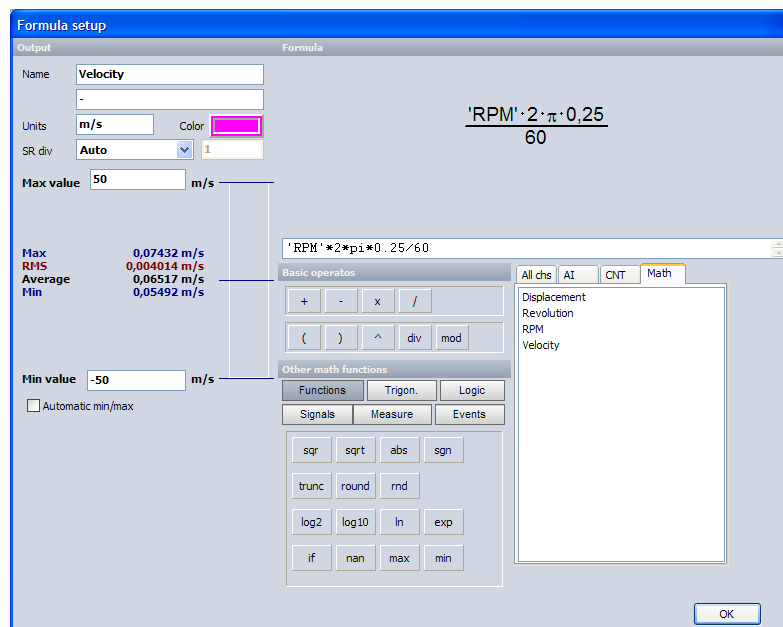 Formula setup
Output
Formula
Name
Velocity
-
Units
m/s
Color
SR div
Auto
1
Max value
50
m/s
Max
0,07432 m/s
RMS
0,004014 m/s
Average
0,06517 m/s
Min
0,05492 m/s
Min value
-50
m/s
Automatic min/max
'RPM'·2·π·0,25
60
'RPM'*2*pi*0.25/60
Basic operatos
+ - x /
( ) ^ div mod
Other math functions
Functions Trigon. Logic
Signals Measure Events
sqr sqrt abs sgn
trunc round rnd
log2 log10 ln exp
if nan max min
All chs AI CNT Math
Displacement
Revolution
RPM
Velocity
OK